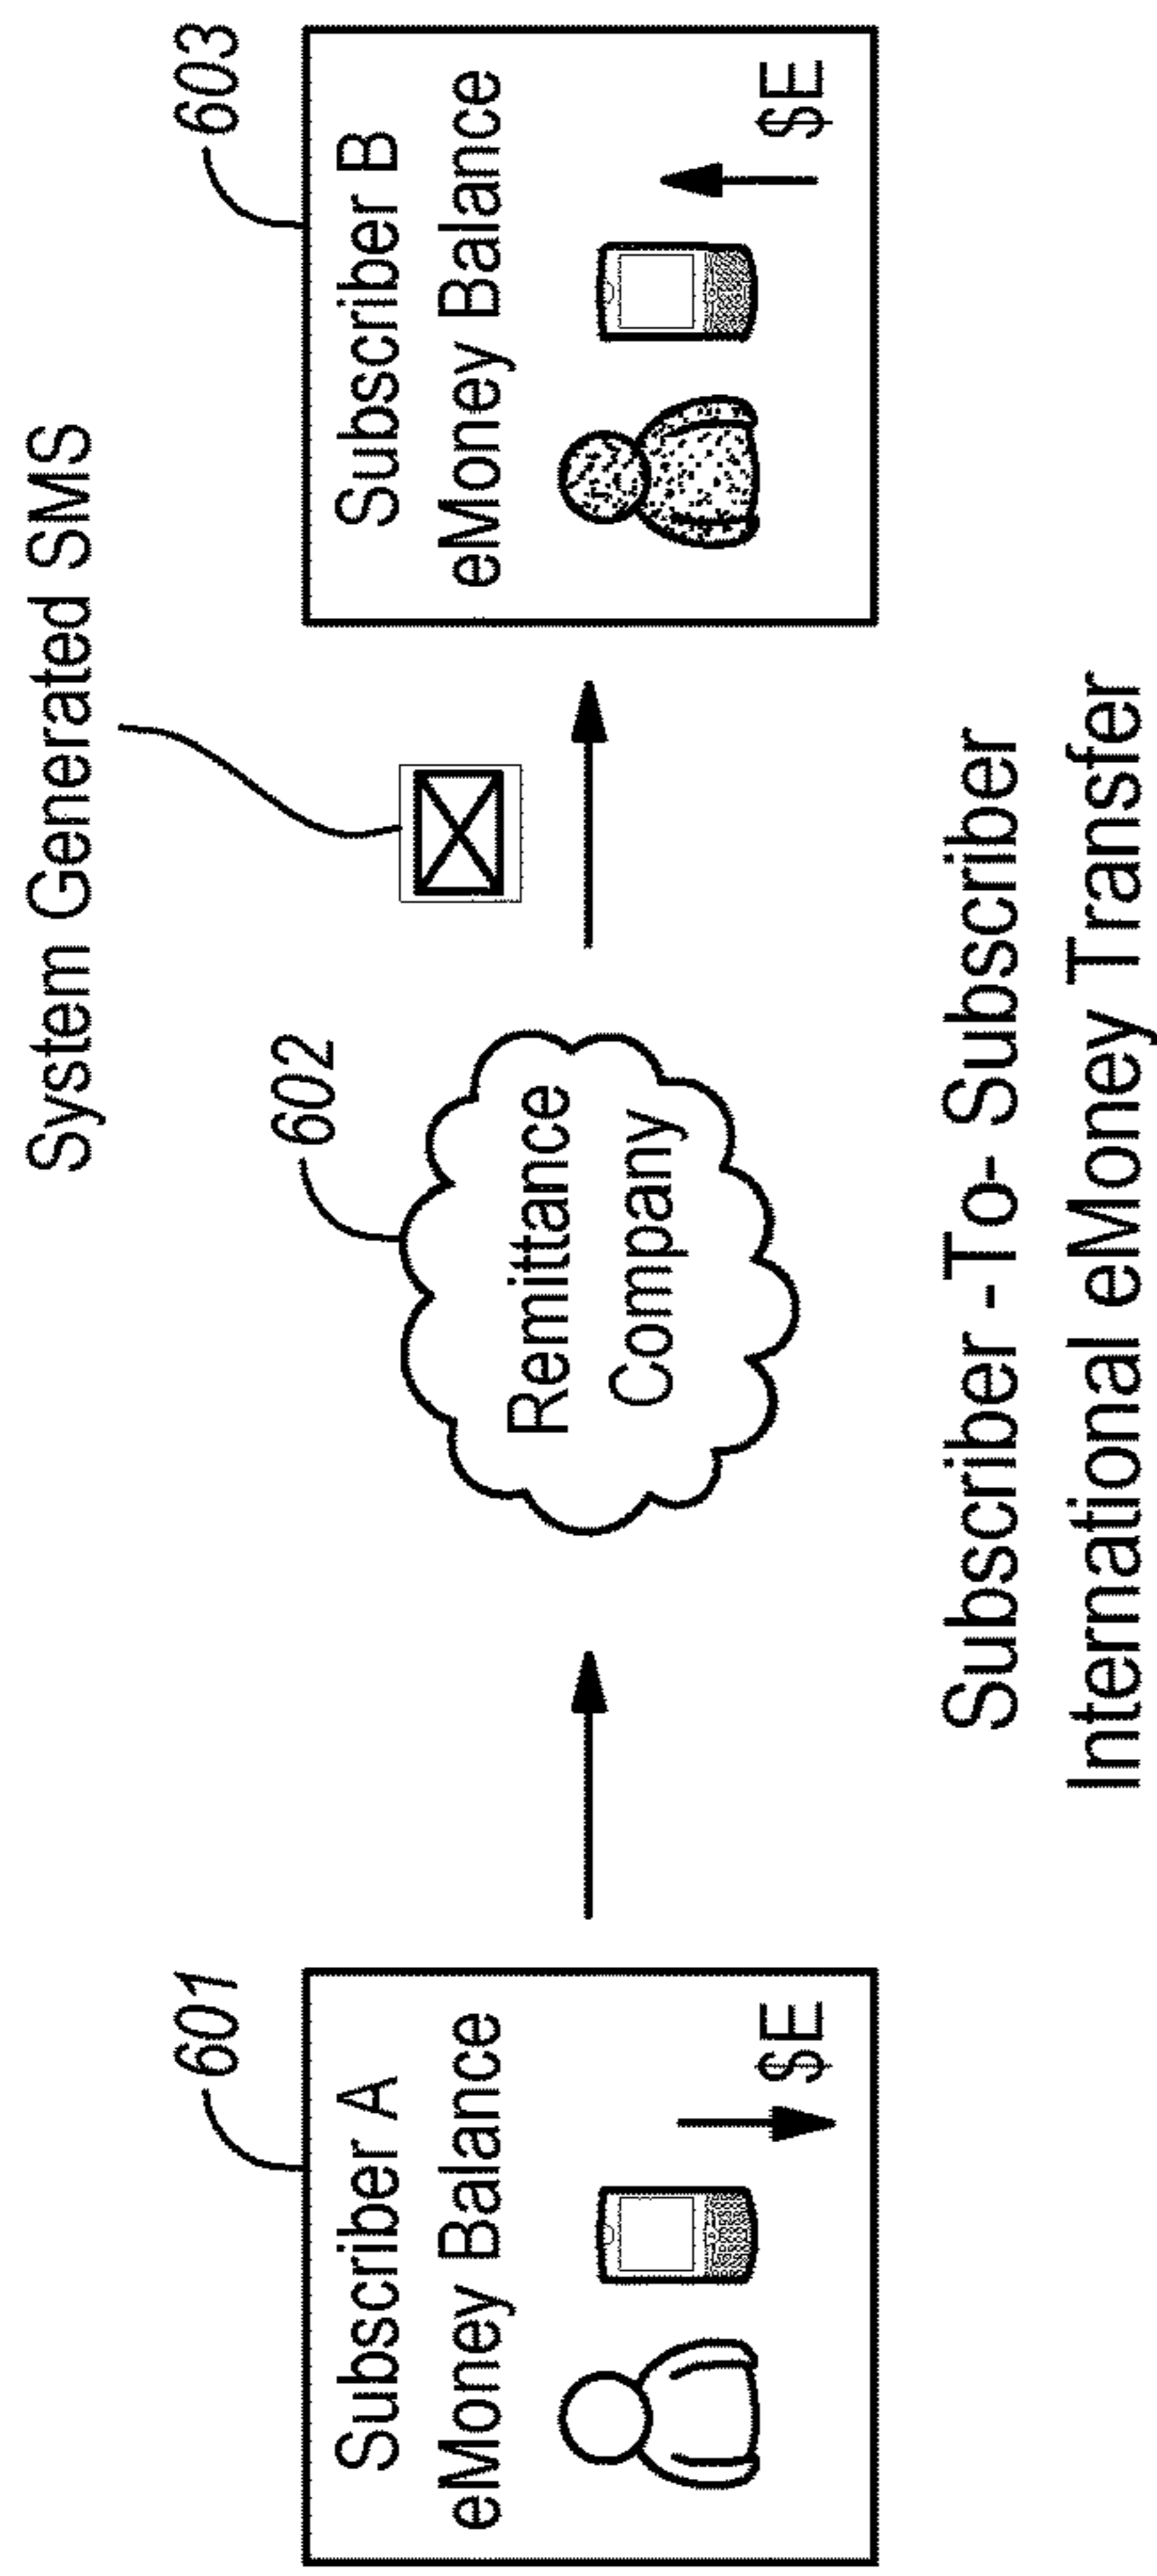 System Generated SMS
601
Subscriber A
eMoney Balance
$E
602
Remittance
Company
603
Subscriber B
eMoney Balance
$E
Subscriber -To- Subscriber
International eMoney Transfer